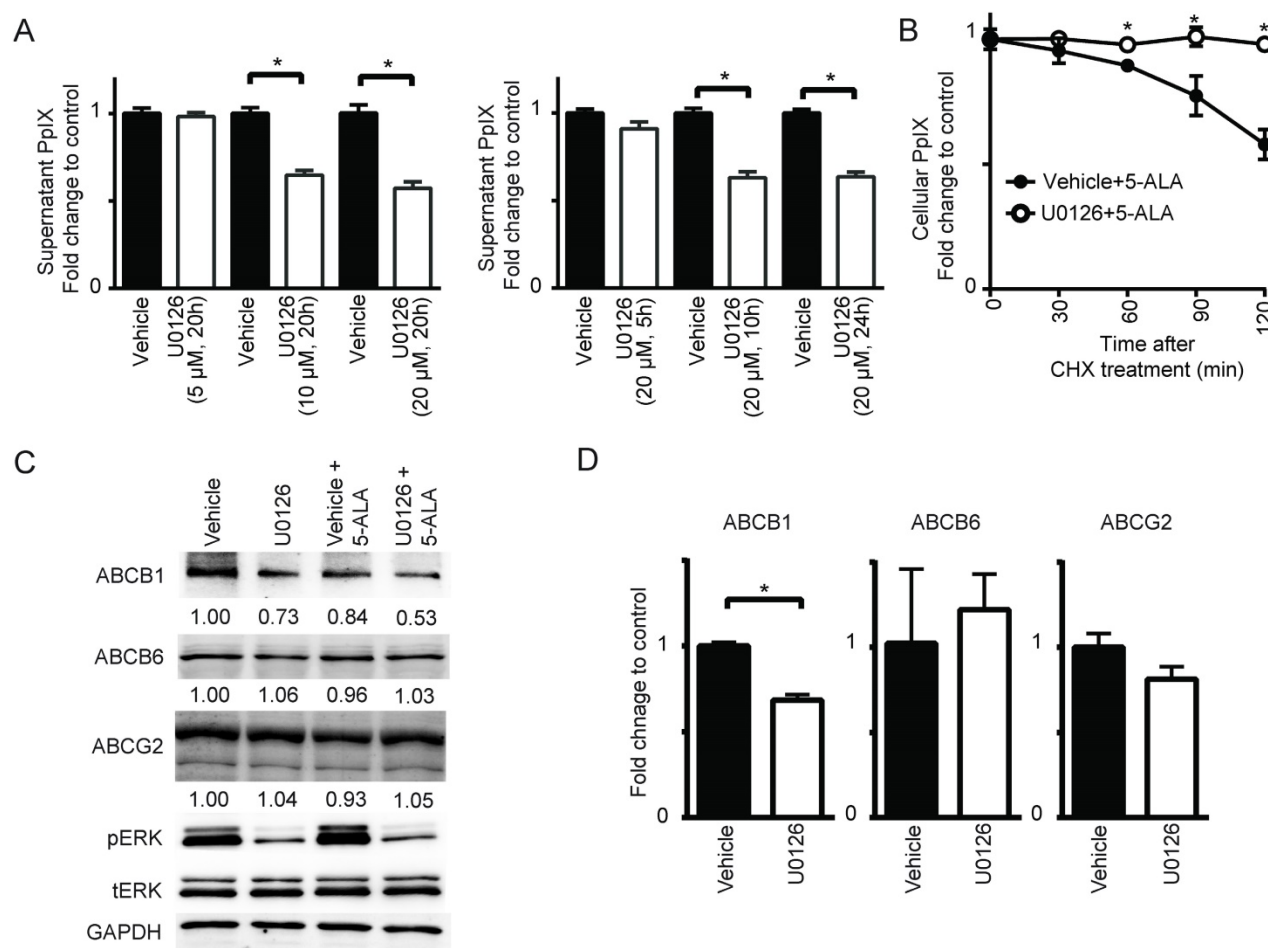 A
Supernatant PpIX
Fold change to control
1
0
*
*
Vehicle
U0126
(5 µM, 20h)
Vehicle
U0126
(10 µM, 20h)
Vehicle
U0126
(20 µM, 20h)
Supernatant PpIX
Fold change to control
1
0
*
*
Vehicle
U0126
(20 µM, 5h)
Vehicle
U0126
(20 µM, 10h)
Vehicle
U0126
(20 µM, 24h)
B
Cellular PpIX
Fold change to control
1
0
*
*
*
Vehicle+5-ALA
U0126+5-ALA
0
30
60
90
120
Time after
CHX treatment (min)
C
Vehicle
U0126
Vehicle +
5-ALA
U0126 +
5-ALA
ABCB1
1.00 0.73 0.84 0.53
ABCB6
1.00 1.06 0.96 1.03
ABCG2
1.00 1.04 0.93 1.05
pERK
tERK
GAPDH
D
Fold chnage to control
ABCB1
1
0
*
Vehicle
U0126
ABCB6
1
0
Vehicle
U0126
ABCG2
1
0
Vehicle
U0126